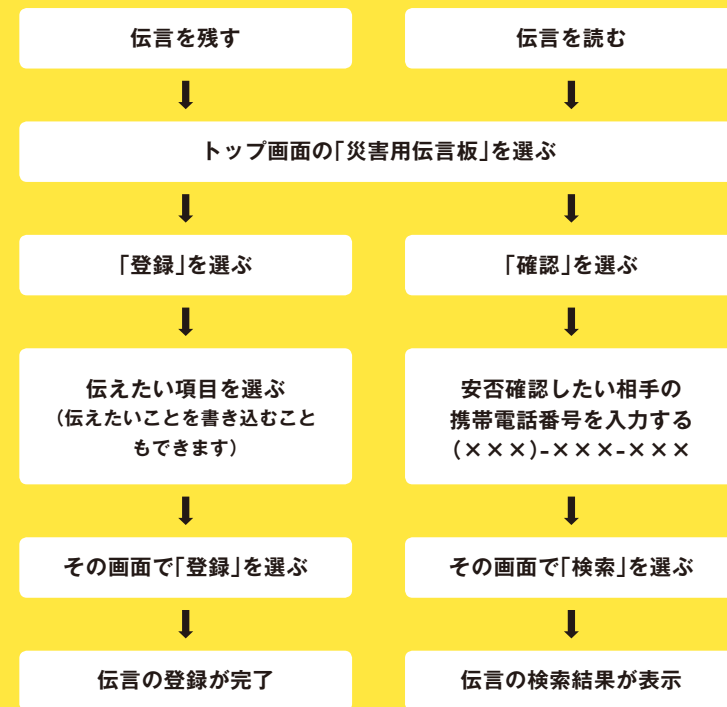 伝言を残す
伝言を読む
トップ画面の「災害用伝言板」を選ぶ
「登録」を選ぶ
「確認」を選ぶ
伝えたい項目を選ぶ
（伝えたいことを書き込むこと
もできます）
安否確認したい相手の
携帯電話番号を入力する
(×××)-×××-×××
その画面で「登録」を選ぶ
その画面で「検索」を選ぶ
伝言の登録が完了
伝言の検索結果が表示